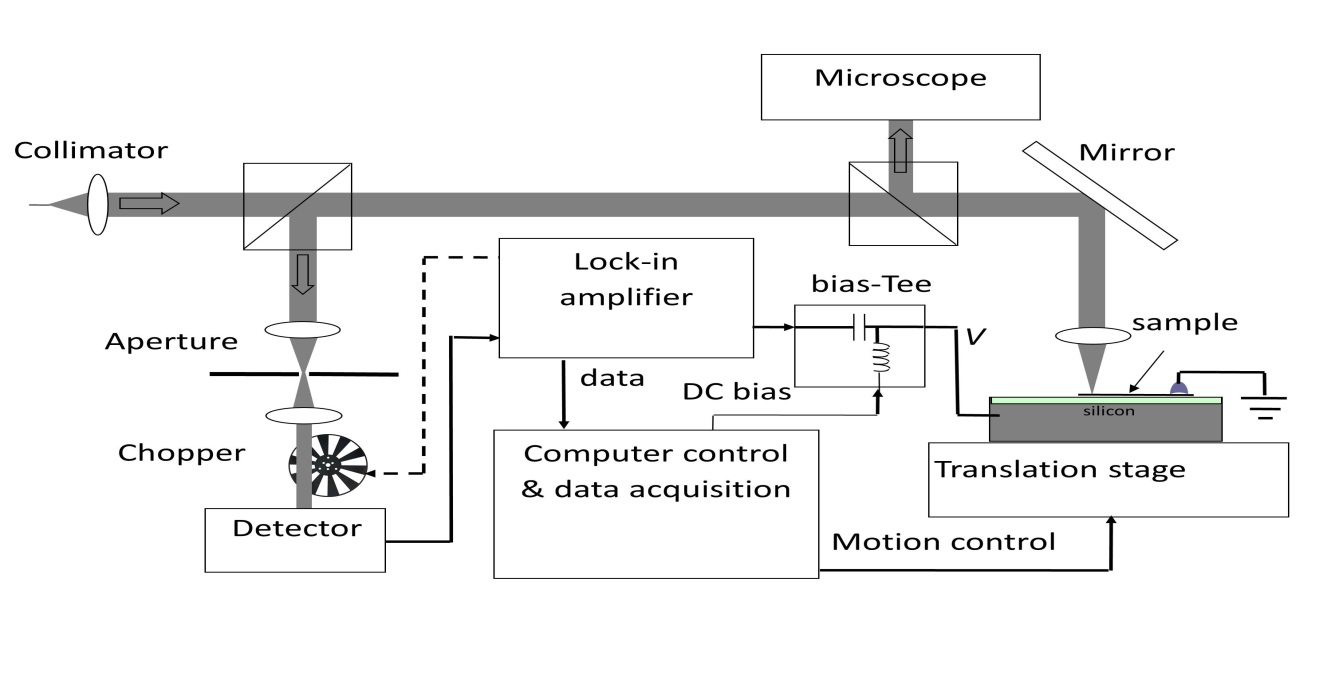 Microscope
Collimator
Mirror
Lock-in
amplifier
bias-Tee
Aperture
sample
V
data
DC bias
silicon
Chopper
Computer control
& data acquisition
Translation stage
Detector
Motion control